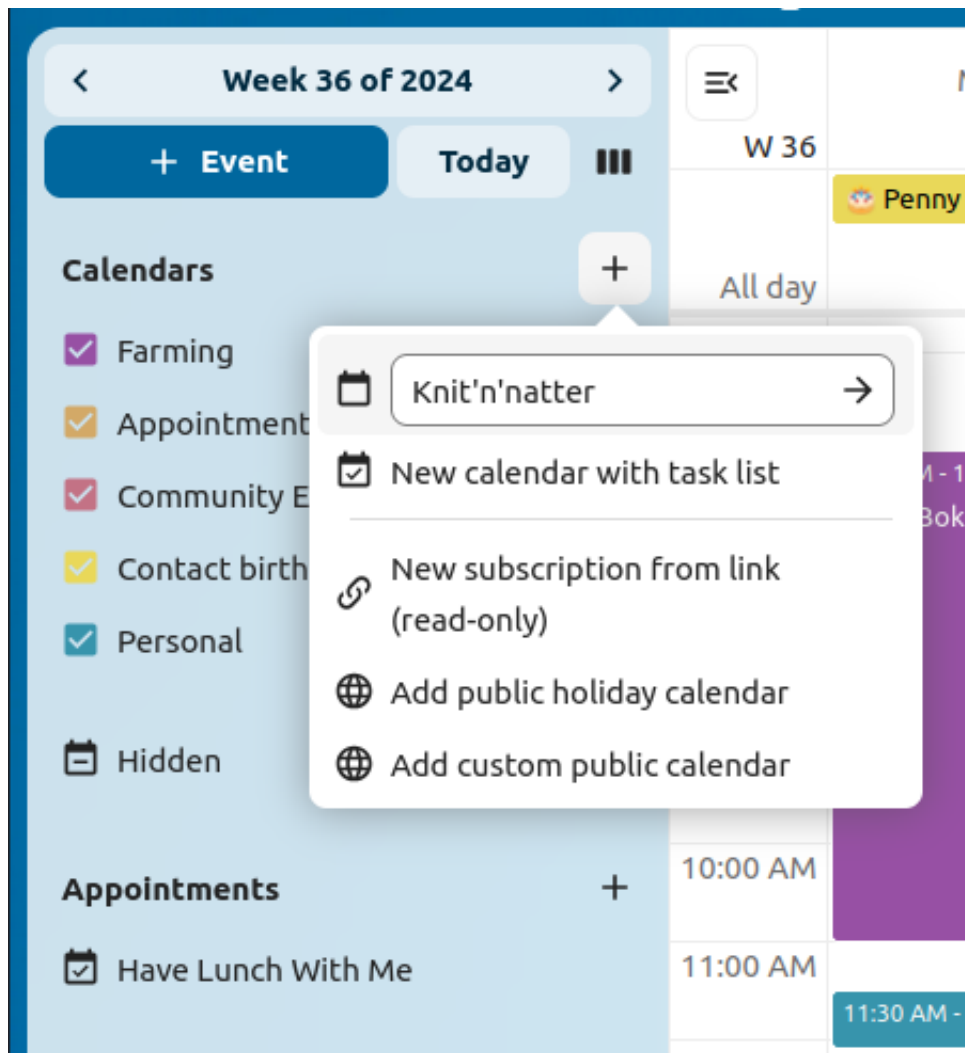 Week 36 of 2024
+ Event
Today
W 36
Penny
Calendars
All day
Farming
Knit'n'natter
Appointment
New calendar with task list
Community E
Contact birth
New subscription from link
(read-only)
Personal
Add public holiday calendar
Hidden
Add custom public calendar
10:00 AM
Appointments
11:00 AM
Have Lunch With Me
11:30 AM -